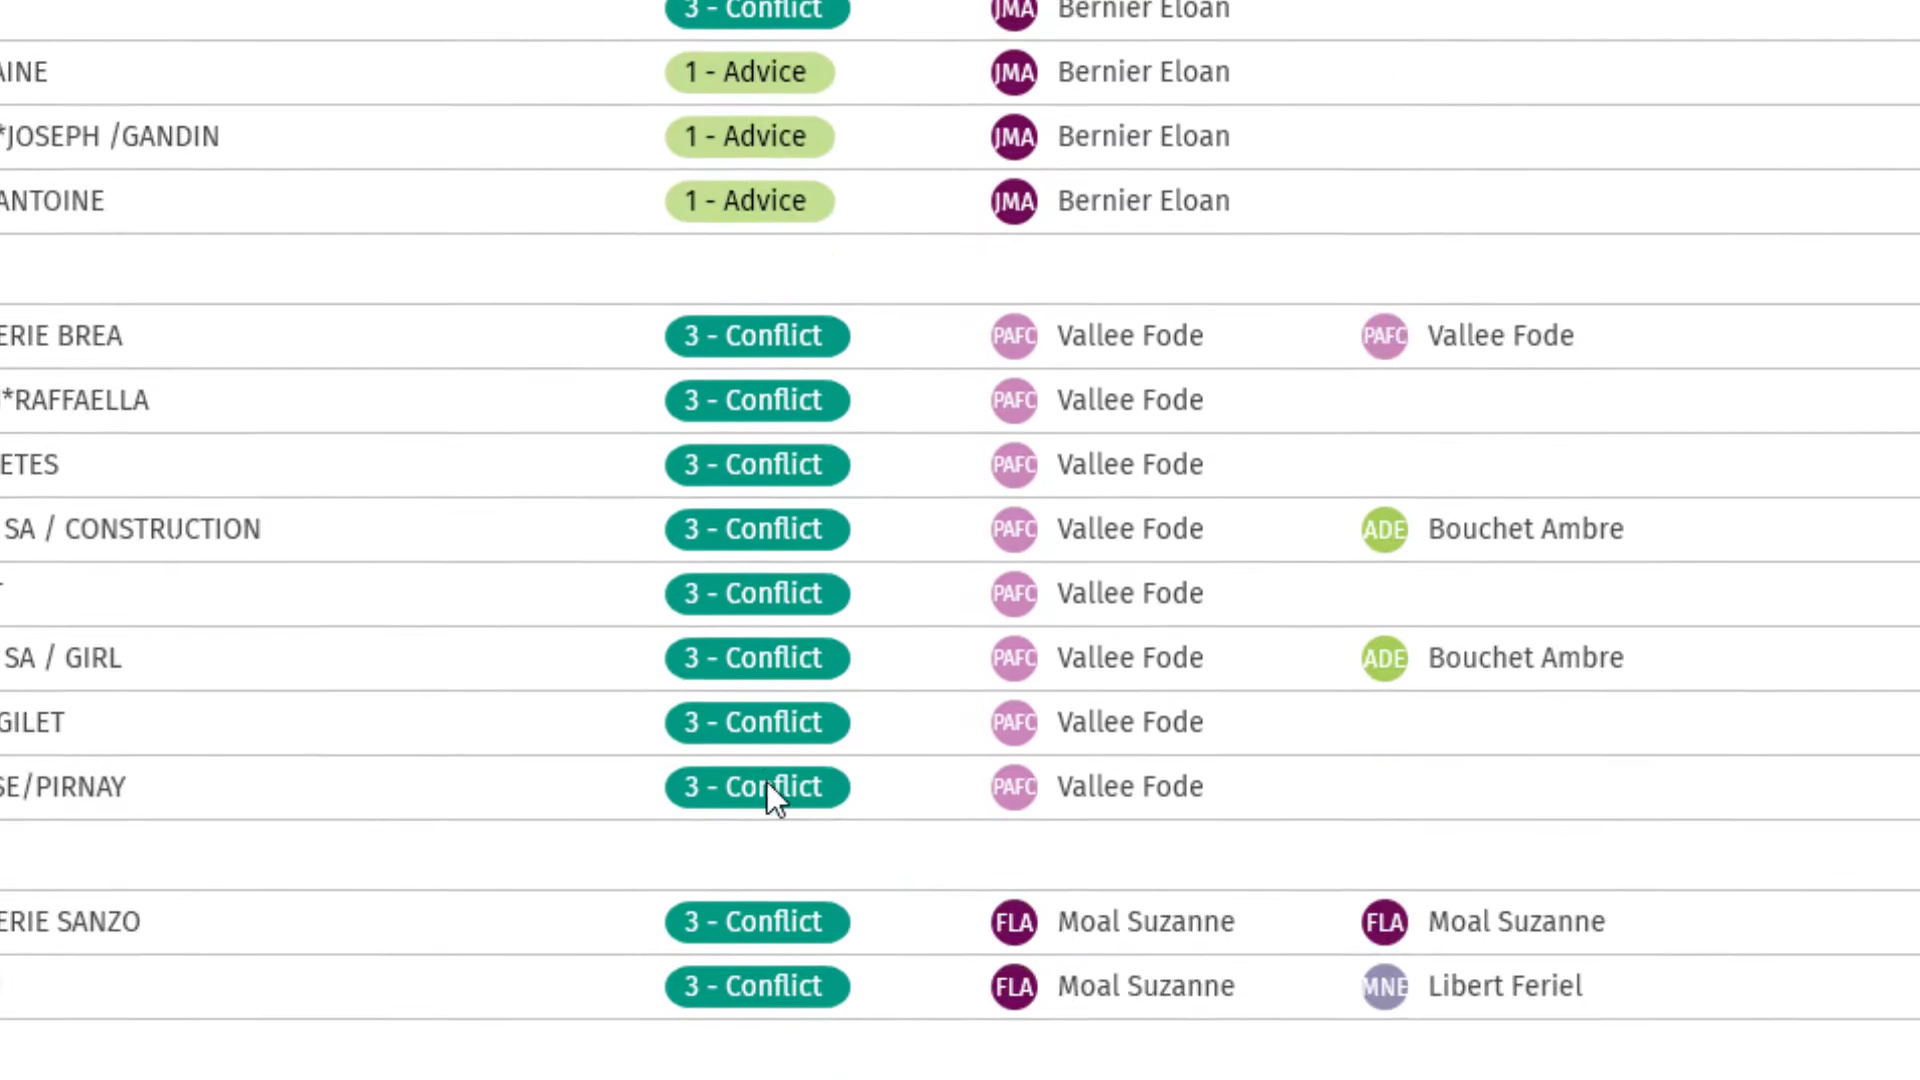 3 - Conflict JMA Bernier Eloan
AINE 1 - Advice JMA Bernier Eloan
*JOSEPH /GANDIN 1 - Advice JMA Bernier Eloan
ANTOINE 1 - Advice JMA Bernier Eloan
ERIE BREA 3 - Conflict PAFC Vallee Fode PAFC Vallee Fode
*RAFFAELLA 3 - Conflict PAFC Vallee Fode
ETES 3 - Conflict PAFC Vallee Fode
SA / CONSTRUCTION 3 - Conflict PAFC Vallee Fode ADE Bouchet Ambre
3 - Conflict PAFC Vallee Fode
SA / GIRL 3 - Conflict PAFC Vallee Fode ADE Bouchet Ambre
GILET 3 - Conflict PAFC Vallee Fode
SE/PIRNAY 3 - Conflict PAFC Vallee Fode
ERIE SANZO 3 - Conflict FLA Moal Suzanne FLA Moal Suzanne
3 - Conflict FLA Moal Suzanne MNE Libert Feriel